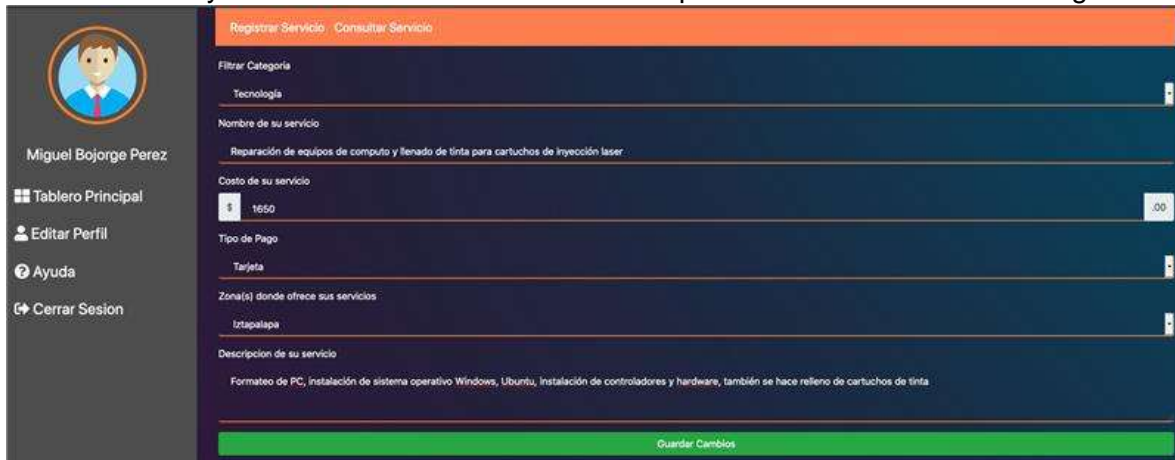 Registrar Servicio Consultar Servicio
Filtrar Categoria
Tecnología
Nombre de su servicio
Reparación de equipos de computo y llenado de tinta para cartuchos de inyección laser
Costo de su servicio
$ 1650 .00
Tipo de Pago
Tarjeta
Zona(s) donde ofrece sus servicios
Iztapalapa
Descripcion de su servicio
Formateo de PC, instalación de sistema operativo Windows, Ubuntu, instalación de controladores y hardware, también se hace relleno de cartuchos de tinta
Guardar Cambios
Miguel Bojorge Perez
Tablero Principal
Editar Perfil
Ayuda
Cerrar Sesion